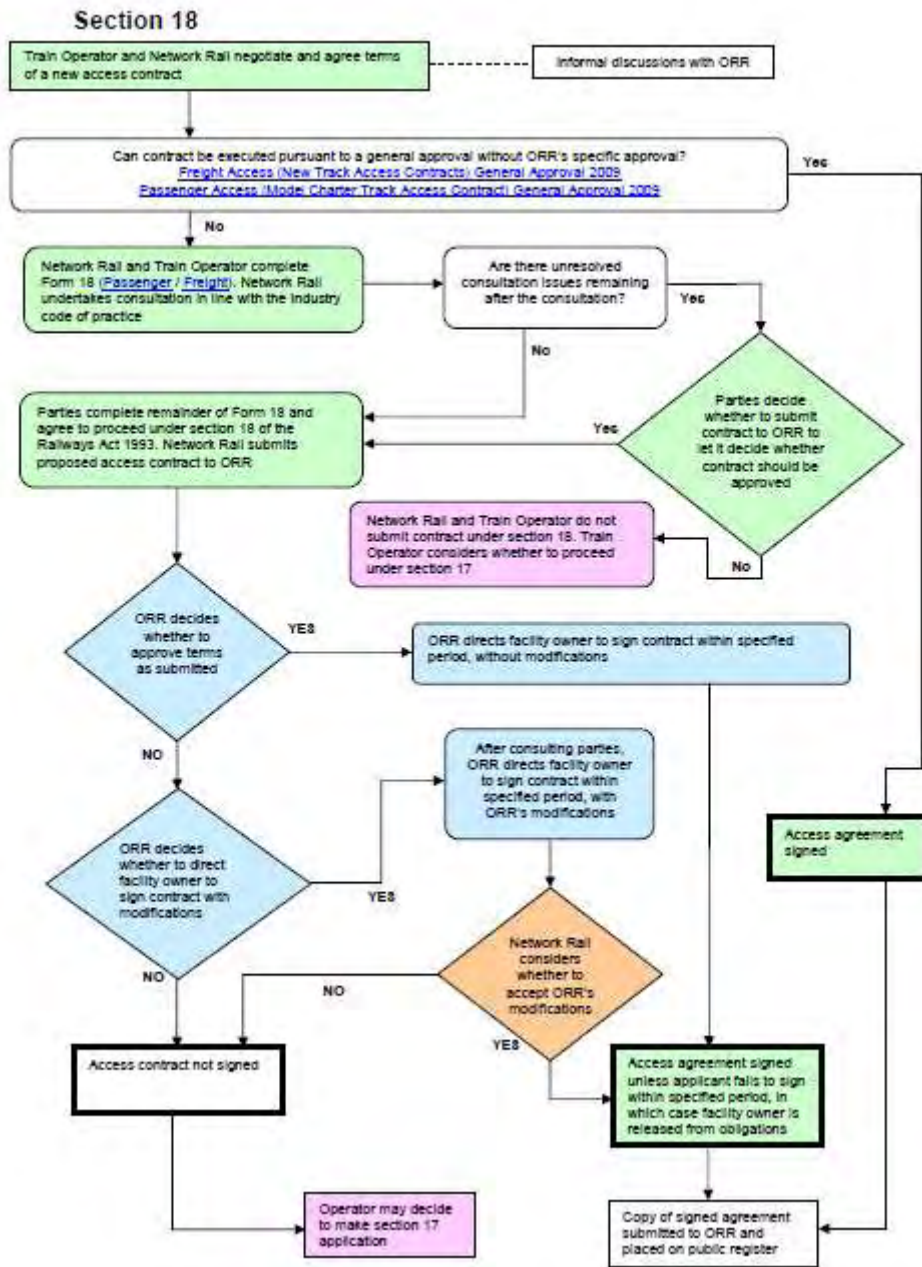 Section 18
Train Operator and Network Rail negotiate and agree terms
of a new access contract
Informal discussions with ORR
Can contract be executed pursuant to a general approval without ORR's specific approval?
Freight Access (New Track Access Contracts) General Approval 2009
Passenger Access (Model Charter Track Access Contract) General Approval 2009
Yes
No
Network Rail and Train Operator complete
Form 18 (Passenger / Freight). Network Rail
undertakes consultation in line with the industry
code of practice
Are there unresolved
consultation issues remaining
after the consultation?
Yes
No
Parties decide
whether to submit
contract to ORR to
let it decide whether
contract should be
approved
Yes
Parties complete remainder of Form 18 and
agree to proceed under section 18 of the
Railways Act 1993. Network Rail submits
proposed access contract to ORR
No
Network Rail and Train Operator do not
submit contract under section 18. Train
Operator considers whether to proceed
under section 17
ORR decides
whether to
approve terms
as submitted
YES
ORR directs facility owner to sign contract within specified
period, without modifications
NO
After consulting parties,
ORR directs facility owner
to sign contract within
specified period, with
ORR's modifications
ORR decides
whether to direct
facility owner to
sign contract with
modifications
YES
Access agreement
signed
Network Rail
considers
whether to
accept ORR's
modifications
NO
NO
YES
Access contract not signed
Access agreement signed
unless applicant fails to sign
within specified period, in
which case facility owner is
released from obligations
Operator may decide
to make section 17
application
Copy of signed agreement
submitted to ORR and
placed on public register